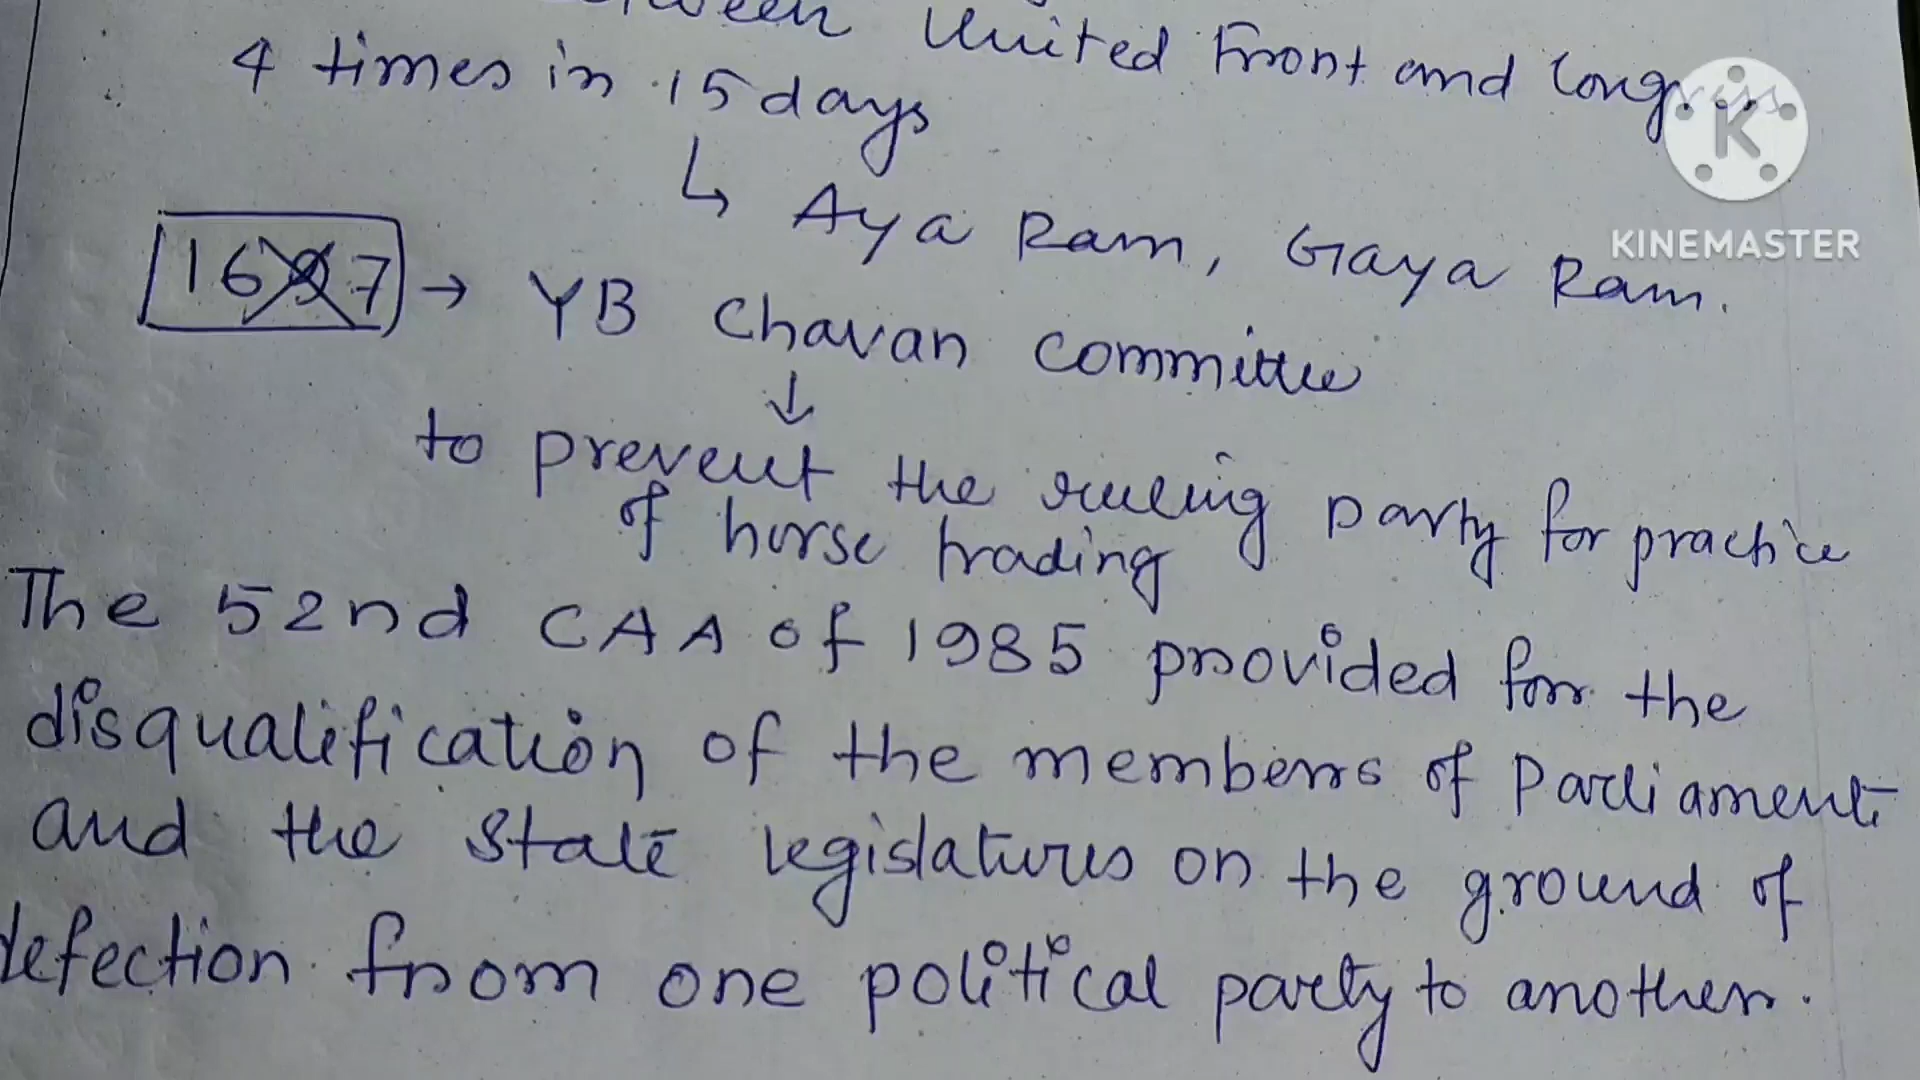 United Front and Congress
4 times in 15 days
↳ Aya Ram, Gaya Ram.
KINEMASTER
1697 → YB Chavan committee
↓
to prevent the ruling party for practice
of horse trading
The 52nd CAA of 1985 provided for the
disqualification of the members of Parliament
and the State legislatures on the ground of
defection from one political party to another.